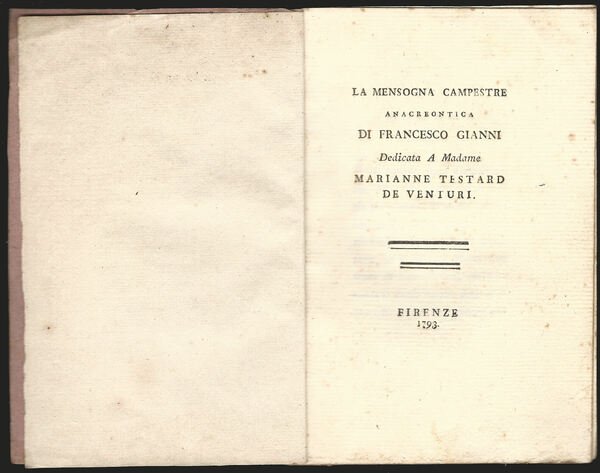 LA MENSOGNA CAMPESTRE
ANACREONTICA
DI FRANCESCO GIANNI
Dedicata A Madame
MARIANNE TESTARD
DE VENTURI.
FIRENZE
1793.